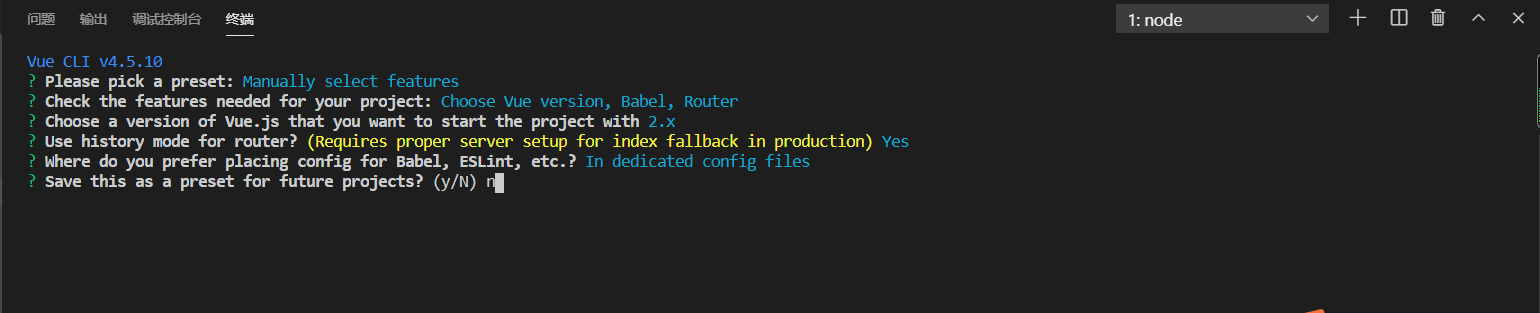 问题 输出 调试控制台 终端 1: node
Vue CLI v4.5.10
? Please pick a preset: Manually select features
? Check the features needed for your project: Choose Vue version, Babel, Router
? Choose a version of Vue.js that you want to start the project with 2.x
? Use history mode for router? (Requires proper server setup for index fallback in production) Yes
? Where do you prefer placing config for Babel, ESLint, etc.? In dedicated config files
? Save this as a preset for future projects? (y/N) n